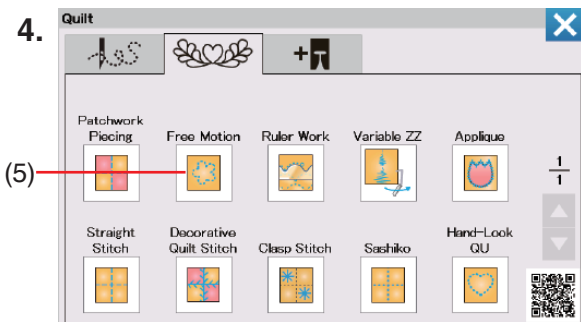 4.
Quilt
Patchwork
Piecing
Free Motion
Ruler Work
Variable ZZ
Applique
(5)
1
1
Straight
Stitch
Decorative
Quilt Stitch
Clasp Stitch
Sashiko
Hand-Look
QU